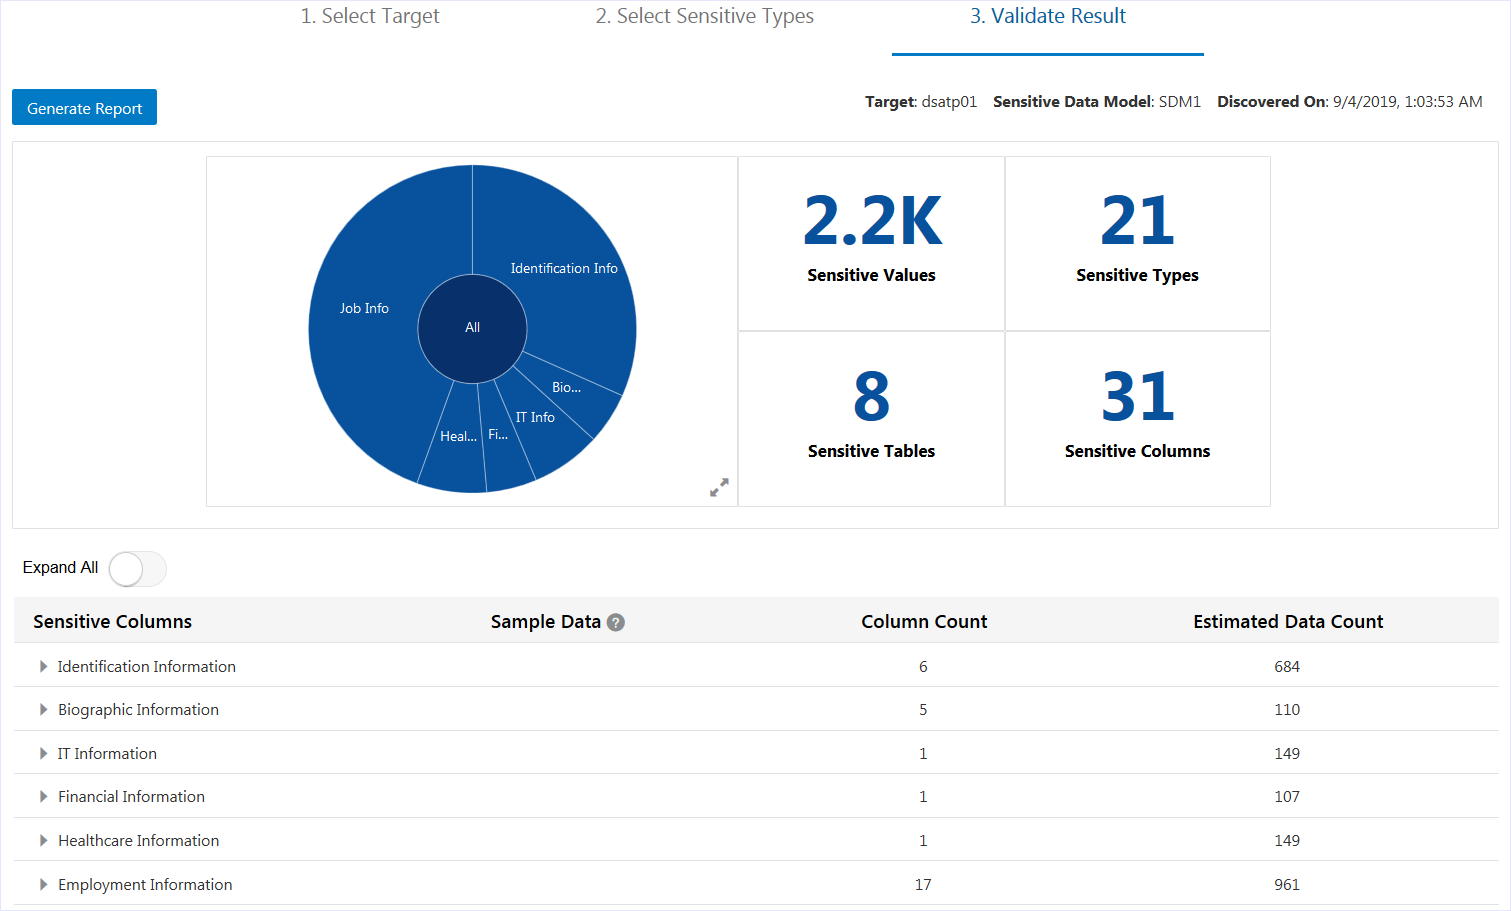 1. Select Target
2. Select Sensitive Types
3. Validate Result
Generate Report
Target: dsatp01 Sensitive Data Model: SDM1 Discovered On: 9/4/2019, 1:03:53 AM
Identification Info
Job Info
All
Bio...
IT Info
Fi...
Heal...
2.2K
Sensitive Values
21
Sensitive Types
8
Sensitive Tables
31
Sensitive Columns
Expand All
Sensitive Columns Sample Data ? Column Count Estimated Data Count
Identification Information 6 684
Biographic Information 5 110
IT Information 1 149
Financial Information 1 107
Healthcare Information 1 149
Employment Information 17 961